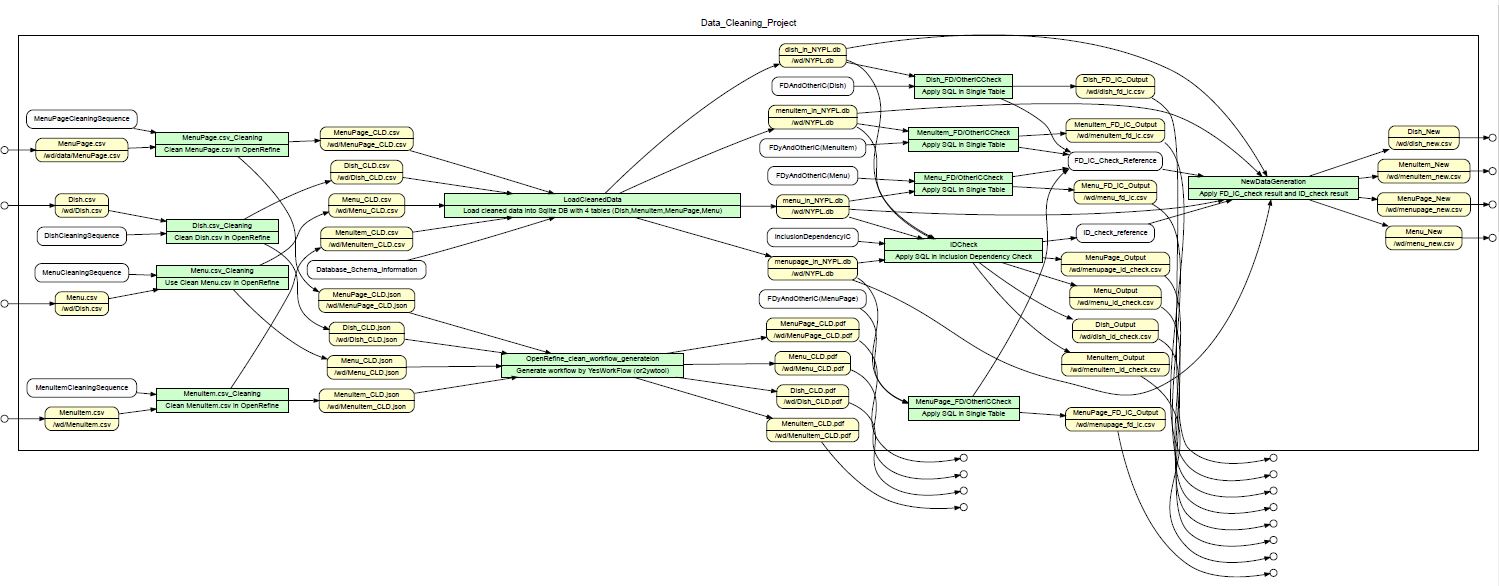 Data_Cleaning_Project
MenuPageCleaningSequence
MenuPage.csv
/wd/data/MenuPage.csv
Dish.csv
/wd/Dish.csv
DishCleaningSequence
MenuCleaningSequence
Menu.csv
/wd/Dish.csv
MenuItemCleaningSequence
MenuItem.csv
/wd/MenuItem.csv
MenuPage.csv_Cleaning
Clean MenuPage.csv in OpenRefine
Dish.csv_Cleaning
Clean Dish.csv in OpenRefine
Menu.csv_Cleaning
Use Clean Menu.csv in OpenRefine
MenuItem.csv_Cleaning
Clean MenuItem.csv in OpenRefine
MenuPage_CLD.csv
/wd/MenuPage_CLD.csv
Dish_CLD.csv
/wd/Dish_CLD.csv
Menu_CLD.csv
/wd/Menu_CLD.csv
MenuItem_CLD.csv
/wd/MenuItem_CLD.csv
Database_Schema_Information
MenuPage_CLD.json
/wd/MenuPage_CLD.json
Dish_CLD.json
/wd/Dish_CLD.json
Menu_CLD.json
/wd/Menu_CLD.json
MenuItem_CLD.json
/wd/MenuItem_CLD.json
LoadCleanedData
Load cleaned data into Sqlite DB with 4 tables (Dish,MenuItem,MenuPage,Menu)
OpenRefine_clean_workflow_generateion
Generate workflow by YesWorkFlow (or2ywtool)
dish_in_NYPL.db
/wd/NYPL.db
FDAndOtherIC(Dish)
menuitem_in_NYPL.db
/wd/NYPL.db
FDyAndOtherIC(MenuItem)
FDyAndOtherIC(Menu)
menu_in_NYPL.db
/wd/NYPL.db
InclusionDependencyIC
menupage_in_NYPL.db
/wd/NYPL.db
FDyAndOtherIC(MenuPage)
MenuPage_CLD.pdf
/wd/MenuPage_CLD.pdf
Menu_CLD.pdf
/wd/Menu_CLD.pdf
Dish_CLD.pdf
/wd/Dish_CLD.pdf
MenuItem_CLD.pdf
/wd/MenuItem_CLD.pdf
Dish_FD/OtherICCheck
Apply SQL in Single Table
MenuItem_FD/OtherICCheck
Apply SQL in Single Table
Menu_FD/OtherICCheck
Apply SQL in Single Table
IDCheck
Apply SQL in Inclusion Dependency Check
MenuPage_FD/OtherICCheck
Apply SQL in Single Table
Dish_FD_IC_Output
/wd/dish_fd_ic.csv
MenuItem_FD_IC_Output
/wd/menuitem_fd_ic.csv
FD_IC_Check_Reference
Menu_FD_IC_Output
/wd/menu_fd_ic.csv
ID_check_reference
MenuPage_Output
/wd/menupage_id_check.csv
Menu_Output
/wd/menu_id_check.csv
Dish_Output
/wd/dish_id_check.csv
MenuItem_Output
/wd/menuitem_id_check.csv
MenuPage_FD_IC_Output
/wd/menupage_fd_ic.csv
NewDataGeneration
Apply FD_IC_check result and ID_check result
Dish_New
/wd/dish_new.csv
MenuItem_New
/wd/menuitem_new.csv
MenuPage_New
/wd/menupage_new.csv
Menu_New
/wd/menu_new.csv